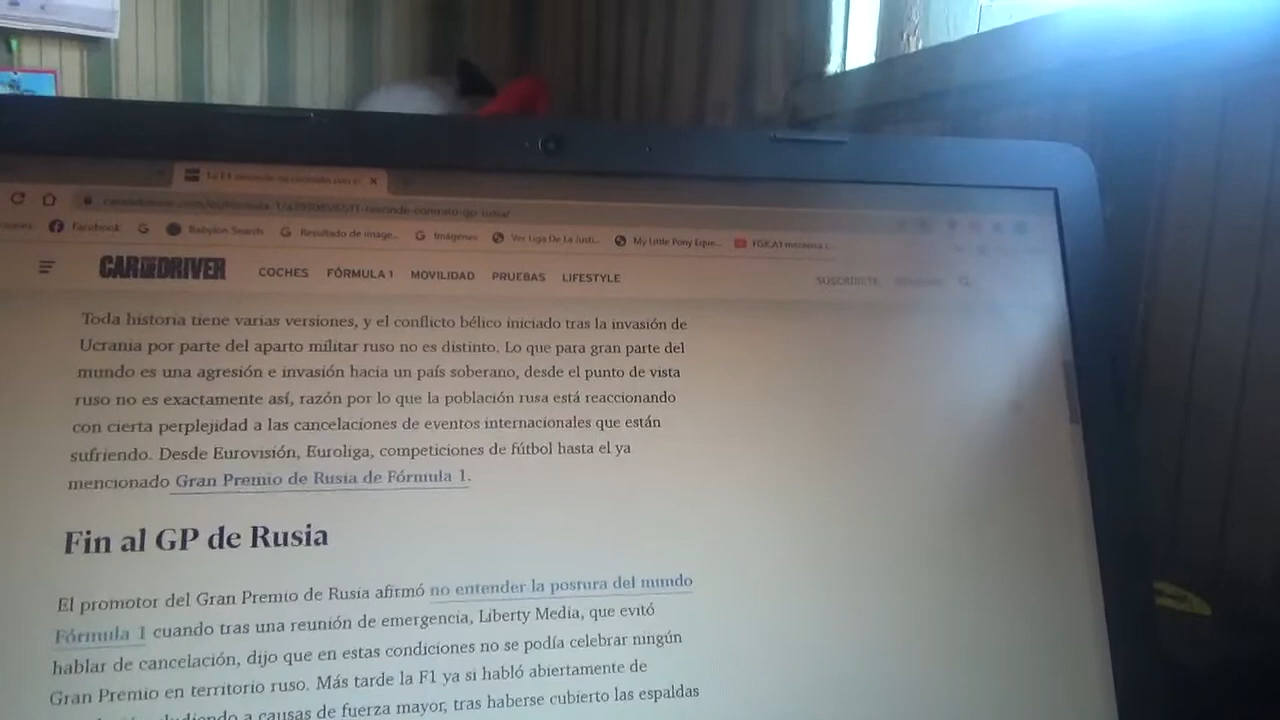 Facebook
Babylon Search
Resultado de image...
Imágenes
Ver Liga De La Justi...
My Little Pony Eque...
CAR AND DRIVER
COCHES FÓRMULA 1 MOVILIDAD PRUEBAS LIFESTYLE
SUSCRÍBETE
Toda historia tiene varias versiones, y el conflicto bélico iniciado tras la invasión de
Ucrania por parte del aparto militar ruso no es distinto. Lo que para gran parte del
mundo es una agresión e invasión hacia un país soberano, desde el punto de vista
ruso no es exactamente así, razón por lo que la población rusa está reaccionando
con cierta perplejidad a las cancelaciones de eventos internacionales que están
sufriendo. Desde Eurovisión, Euroliga, competiciones de fútbol hasta el ya
mencionado Gran Premio de Rusia de Fórmula 1.
Fin al GP de Rusia
El promotor del Gran Premio de Rusia afirmó no entender la postura del mundo
Fórmula 1 cuando tras una reunión de emergencia, Liberty Media, que evitó
hablar de cancelación, dijo que en estas condiciones no se podía celebrar ningún
Gran Premio en territorio ruso. Más tarde la F1 ya si habló abiertamente de
a causas de fuerza mayor, tras haberse cubierto las espaldas